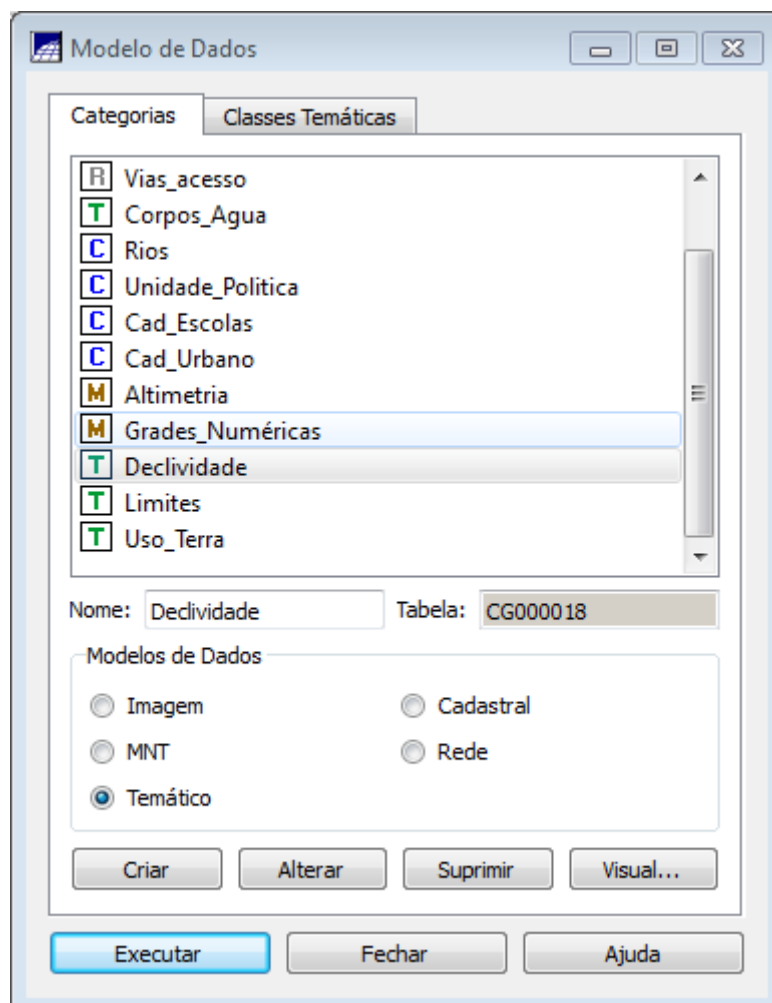 Modelo de Dados
Categorias Classes Temáticas
R Vias_acesso
T Corpos_Agua
C Rios
C Unidade_Politica
C Cad_Escolas
C Cad_Urbano
M Altimetria
M Grades_Numéricas
T Declividade
T Limites
T Uso_Terra
Nome: Declividade Tabela: CG000018
Modelos de Dados
Imagem Cadastral
MNT Rede
Temático
Criar Alterar Suprimir Visual...
Executar Fechar Ajuda